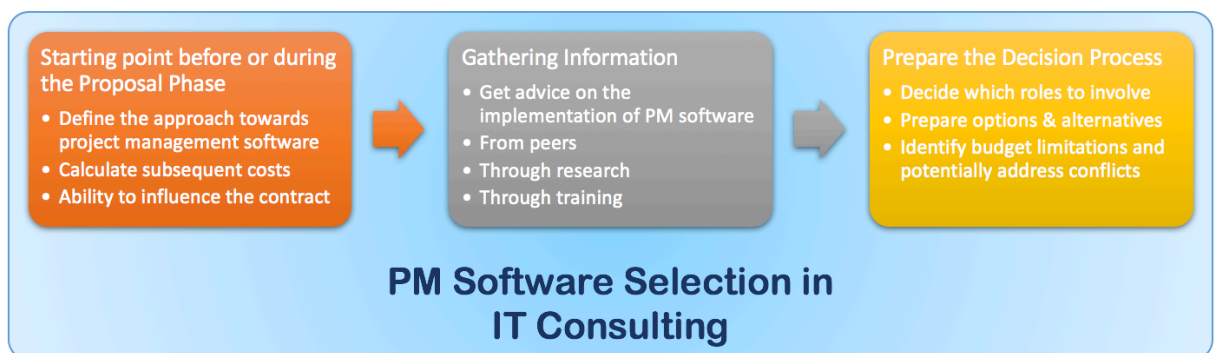 Starting point before or during
the Proposal Phase
• Define the approach towards
project management software
• Calculate subsequent costs
• Ability to influence the contract
Gathering Information
• Get advice on the
implementation of PM software
• From peers
• Through research
• Through training
Prepare the Decision Process
• Decide which roles to involve
• Prepare options & alternatives
• Identify budget limitations and
potentially address conflicts
PM Software Selection in
IT Consulting